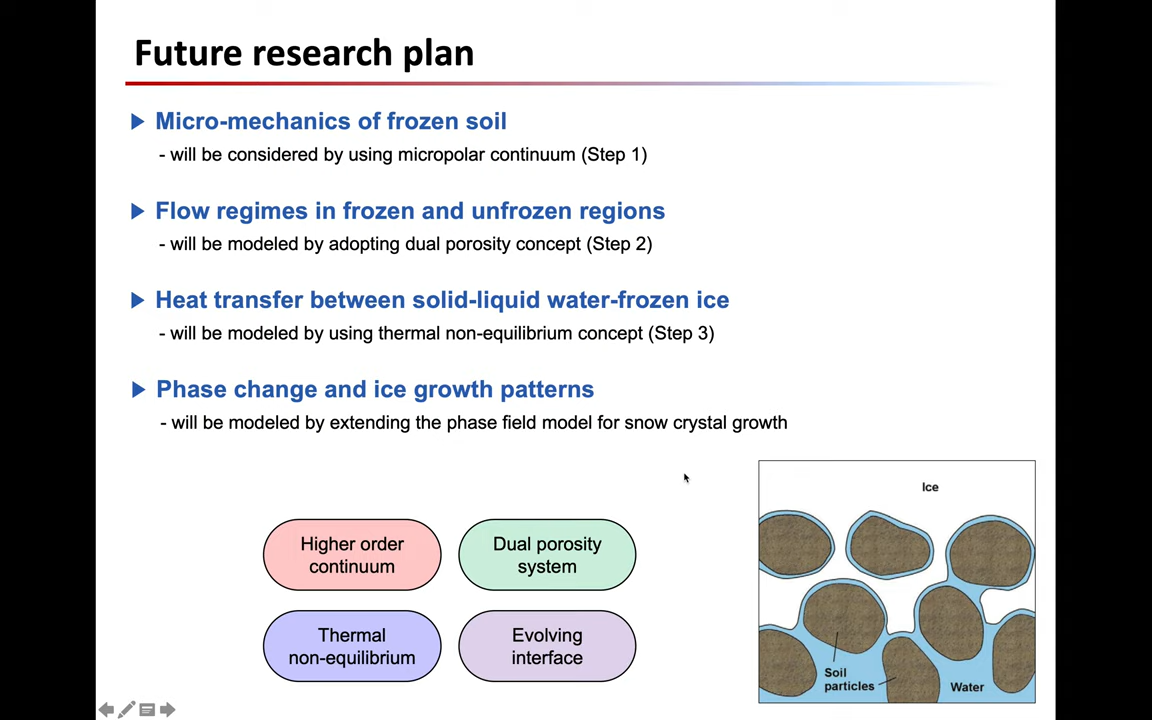 Future research plan
Micro-mechanics of frozen soil
- will be considered by using micropolar continuum (Step 1)
Flow regimes in frozen and unfrozen regions
- will be modeled by adopting dual porosity concept (Step 2)
Heat transfer between solid-liquid water-frozen ice
- will be modeled by using thermal non-equilibrium concept (Step 3)
Phase change and ice growth patterns
- will be modeled by extending the phase field model for snow crystal growth
Higher order
continuum
Dual porosity
system
Thermal
non-equilibrium
Evolving
interface
Ice
Soil
particles
Water